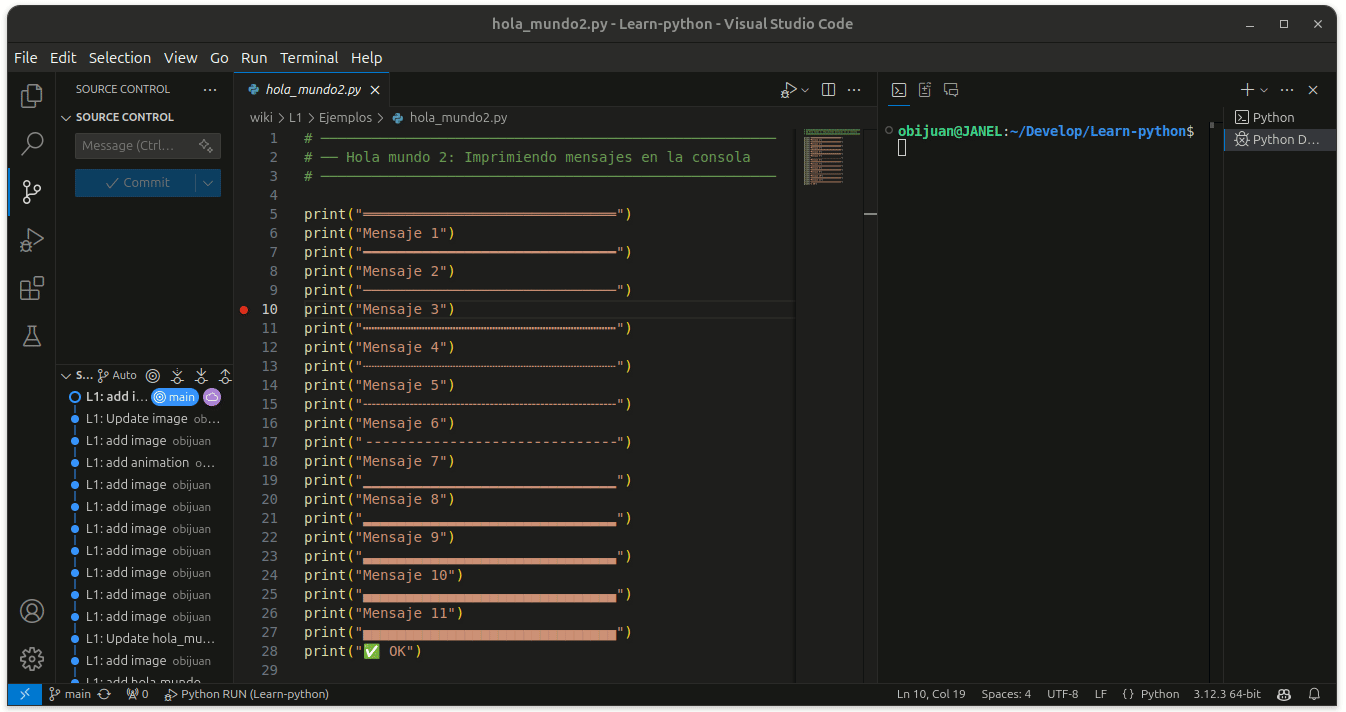 hola_mundo2.py - Learn-python - Visual Studio Code
File Edit Selection View Go Run Terminal Help
SOURCE CONTROL
SOURCE CONTROL
Message (Ctrl...
Commit
S... Auto
L1: add i... main
L1: Update image ob...
L1: add image obijuan
L1: add animation o...
L1: add image obijuan
L1: add image obijuan
L1: add image obijuan
L1: add image obijuan
L1: add image obijuan
L1: add image obijuan
L1: add image obijuan
L1: Update hola_mu...
L1: add image obijuan
L1: add hola_mundo
hola_mundo2.py
wiki > L1 > Ejemplos > hola_mundo2.py
1 # ──────────────────────────────────────────────────────
2 # ── Hola mundo 2: Imprimiendo mensajes en la consola
3 # ──────────────────────────────────────────────────────
4
5 print("══════════════════════════════")
6 print("Mensaje 1")
7 print("━━━━━━━━━━━━━━━━━━━━━━━━━━━━━━")
8 print("Mensaje 2")
9 print("──────────────────────────────")
10 print("Mensaje 3")
11 print("┅┅┅┅┅┅┅┅┅┅┅┅┅┅┅┅┅┅┅┅┅┅┅┅┅┅┅┅┅┅")
12 print("Mensaje 4")
13 print("┈┈┈┈┈┈┈┈┈┈┈┈┈┈┈┈┈┈┈┈┈┈┈┈┈┈┈┈┈┈")
14 print("Mensaje 5")
15 print("┄┄┄┄┄┄┄┄┄┄┄┄┄┄┄┄┄┄┄┄┄┄┄┄┄┄┄┄┄┄")
16 print("Mensaje 6")
17 print("------------------------------")
18 print("Mensaje 7")
19 print("▁▁▁▁▁▁▁▁▁▁▁▁▁▁▁▁▁▁▁▁▁▁▁▁▁▁▁▁▁▁")
20 print("Mensaje 8")
21 print("▂▂▂▂▂▂▂▂▂▂▂▂▂▂▂▂▂▂▂▂▂▂▂▂▂▂▂▂▂▂")
22 print("Mensaje 9")
23 print("▃▃▃▃▃▃▃▃▃▃▃▃▃▃▃▃▃▃▃▃▃▃▃▃▃▃▃▃▃▃")
24 print("Mensaje 10")
25 print("▄▄▄▄▄▄▄▄▄▄▄▄▄▄▄▄▄▄▄▄▄▄▄▄▄▄▄▄▄▄")
26 print("Mensaje 11")
27 print("▅▅▅▅▅▅▅▅▅▅▅▅▅▅▅▅▅▅▅▅▅▅▅▅▅▅▅▅▅▅")
28 print("✅ OK")
29
obijuan@JANEL:~/Develop/Learn-python$
Python
Python D...
main 0 Python RUN (Learn-python) Ln 10, Col 19 Spaces: 4 UTF-8 LF {} Python 3.12.3 64-bit